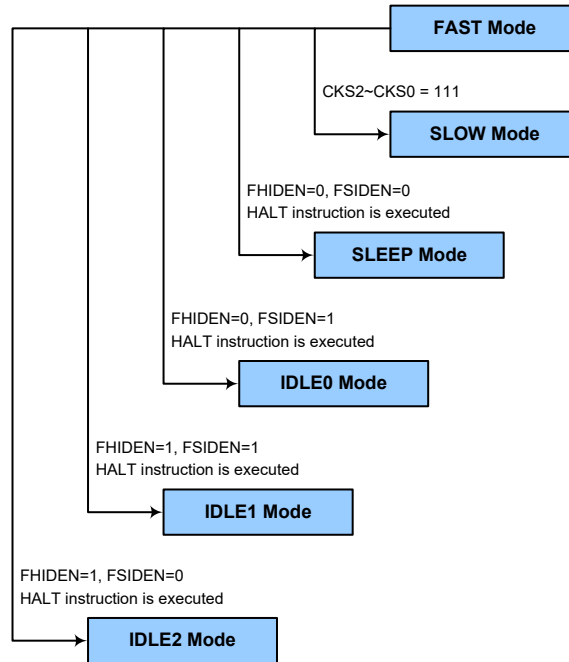 FAST Mode
CKS2~CKS0 = 111
SLOW Mode
FHIDEN=0, FSIDEN=0
HALT instruction is executed
SLEEP Mode
FHIDEN=0, FSIDEN=1
HALT instruction is executed
IDLE0 Mode
FHIDEN=1, FSIDEN=1
HALT instruction is executed
IDLE1 Mode
FHIDEN=1, FSIDEN=0
HALT instruction is executed
IDLE2 Mode